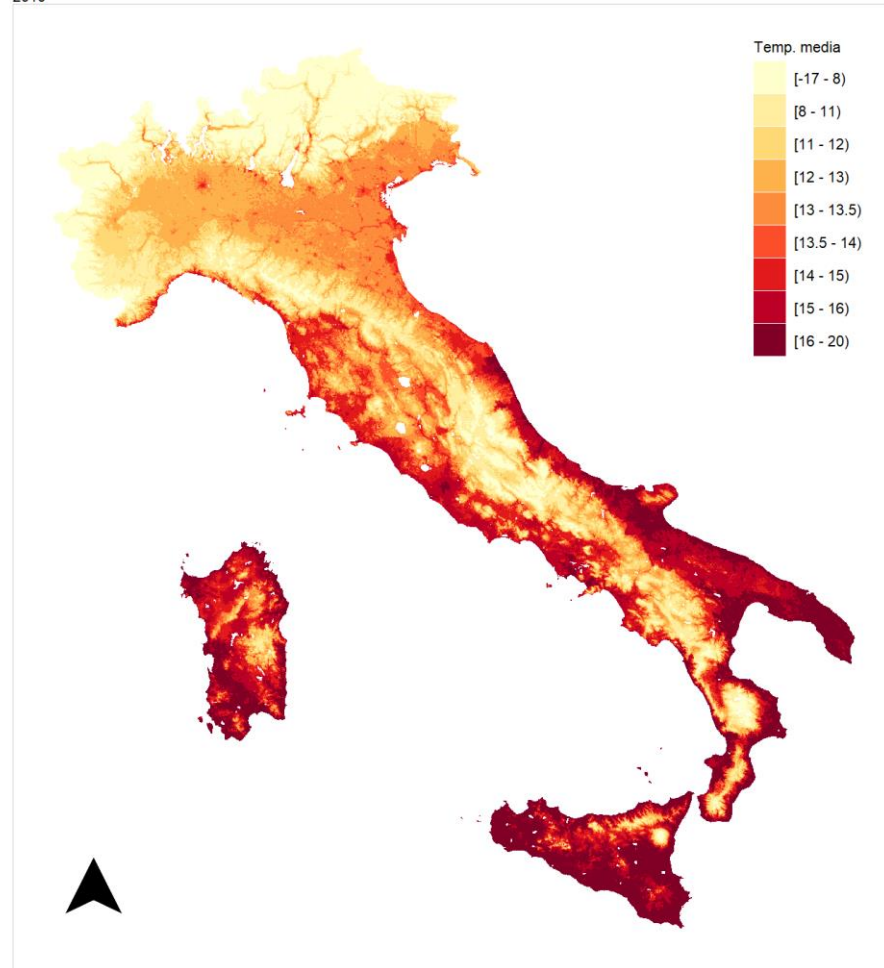 Temp. media
[-17 - 8)
[8 - 11)
[11 - 12)
[12 - 13)
[13 - 13.5)
[13.5 - 14)
[14 - 15)
[15 - 16)
[16 - 20)